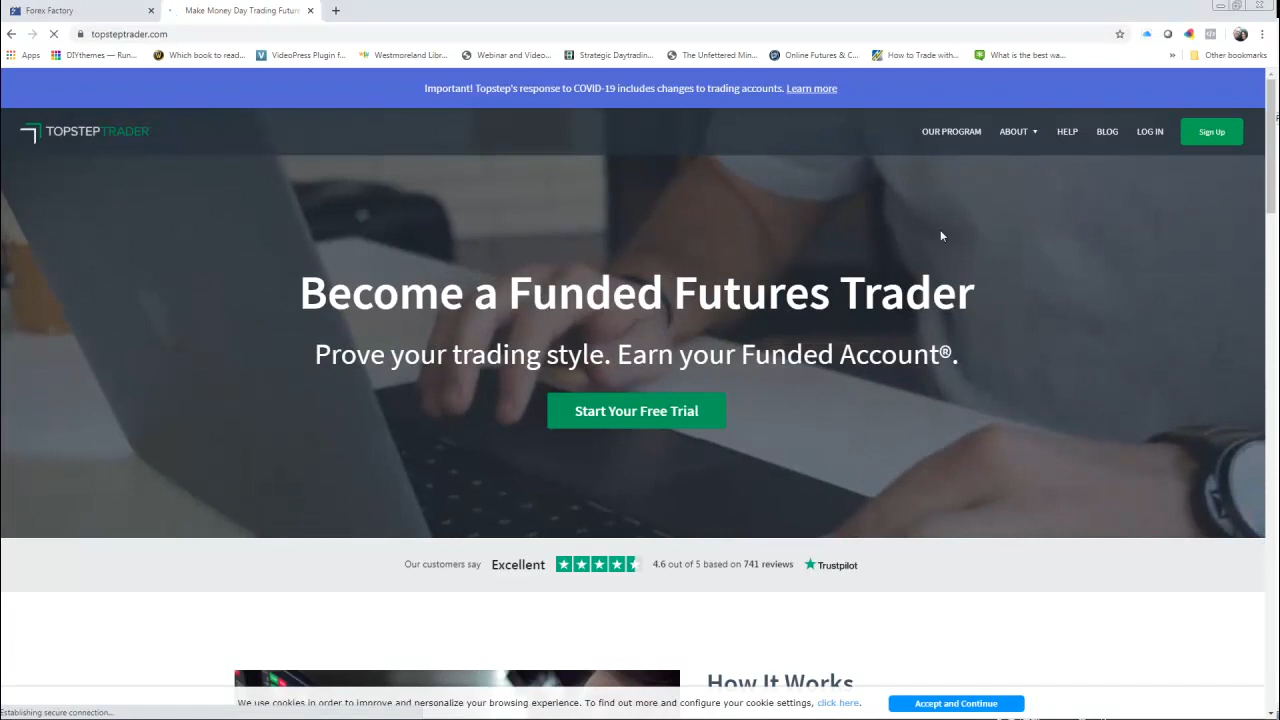 Forex Factory
Make Money Day Trading Futur
topsteptrader.com
Apps
DIYthemes — Run...
Which book to read...
VideoPress Plugin f...
Westmoreland Libr...
Webinar and Video...
Strategic Daytradin...
The Unfettered Min...
Online Futures & C...
How to Trade with...
What is the best wa...
»
Other bookmarks
Important! Topstep's response to COVID-19 includes changes to trading accounts. Learn more
TOPSTEPTRADER
OUR PROGRAM
ABOUT
HELP
BLOG
LOG IN
Sign Up
Become a Funded Futures Trader
Prove your trading style. Earn your Funded Account®.
Start Your Free Trial
Our customers say Excellent 4.6 out of 5 based on 741 reviews Trustpilot
How It Works
We use cookies in order to improve and personalize your browsing experience. To find out more and configure your cookie settings, click here.
Accept and Continue
Establishing secure connection...